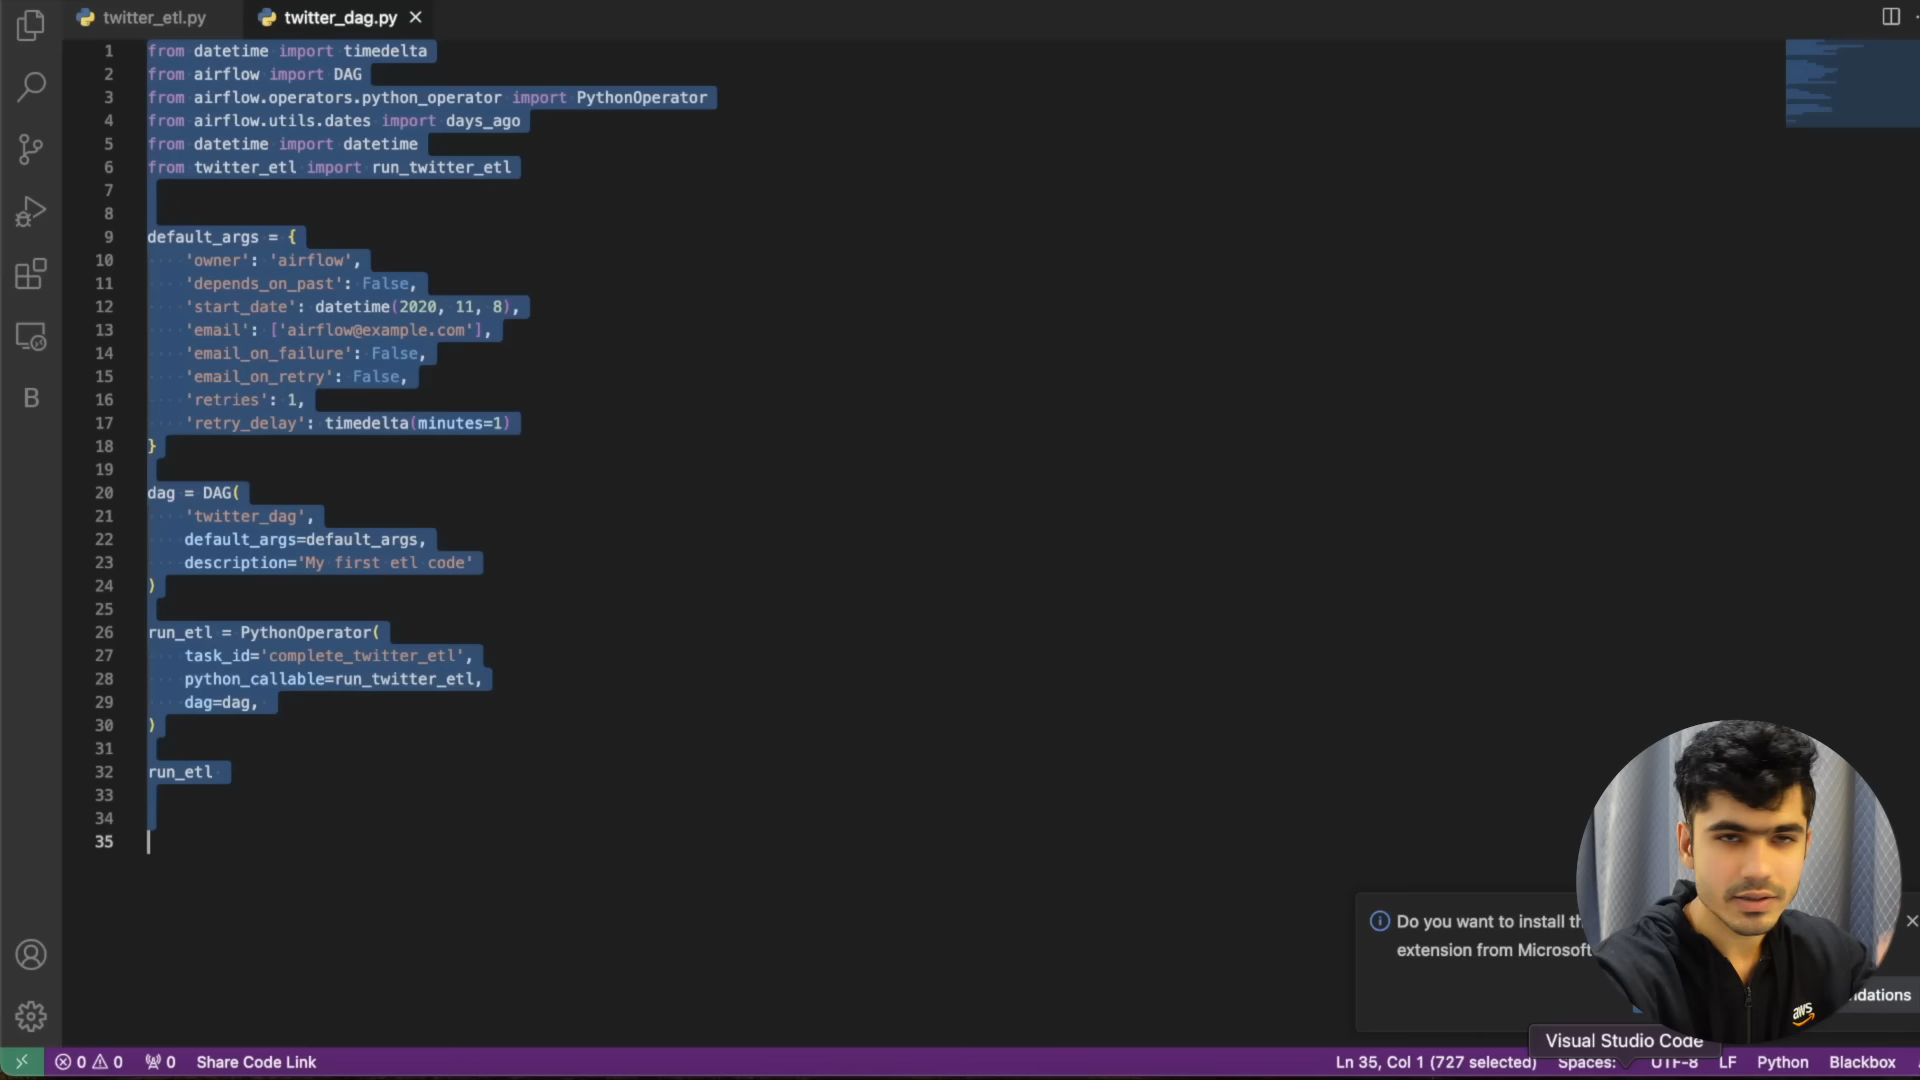 twitter_etl.py
twitter_dag.py
1 from datetime import timedelta
2 from airflow import DAG
3 from airflow.operators.python_operator import PythonOperator
4 from airflow.utils.dates import days_ago
5 from datetime import datetime
6 from twitter_etl import run_twitter_etl
7
8
9 default_args = {
10 'owner': 'airflow',
11 'depends_on_past': False,
12 'start_date': datetime(2020, 11, 8),
13 'email': ['airflow@example.com'],
14 'email_on_failure': False,
15 'email_on_retry': False,
16 'retries': 1,
17 'retry_delay': timedelta(minutes=1)
18 }
19
20 dag = DAG(
21 'twitter_dag',
22 default_args=default_args,
23 description='My first etl code'
24 )
25
26 run_etl = PythonOperator(
27 task_id='complete_twitter_etl',
28 python_callable=run_twitter_etl,
29 dag=dag,
30 )
31
32 run_etl
33
34
35
B
Do you want to install
extension from Microsoft
aws
Visual Studio Code
0 0 0 Share Code Link Ln 35, Col 1 (727 selected) Spaces: UTF-8 LF Python Blackbox